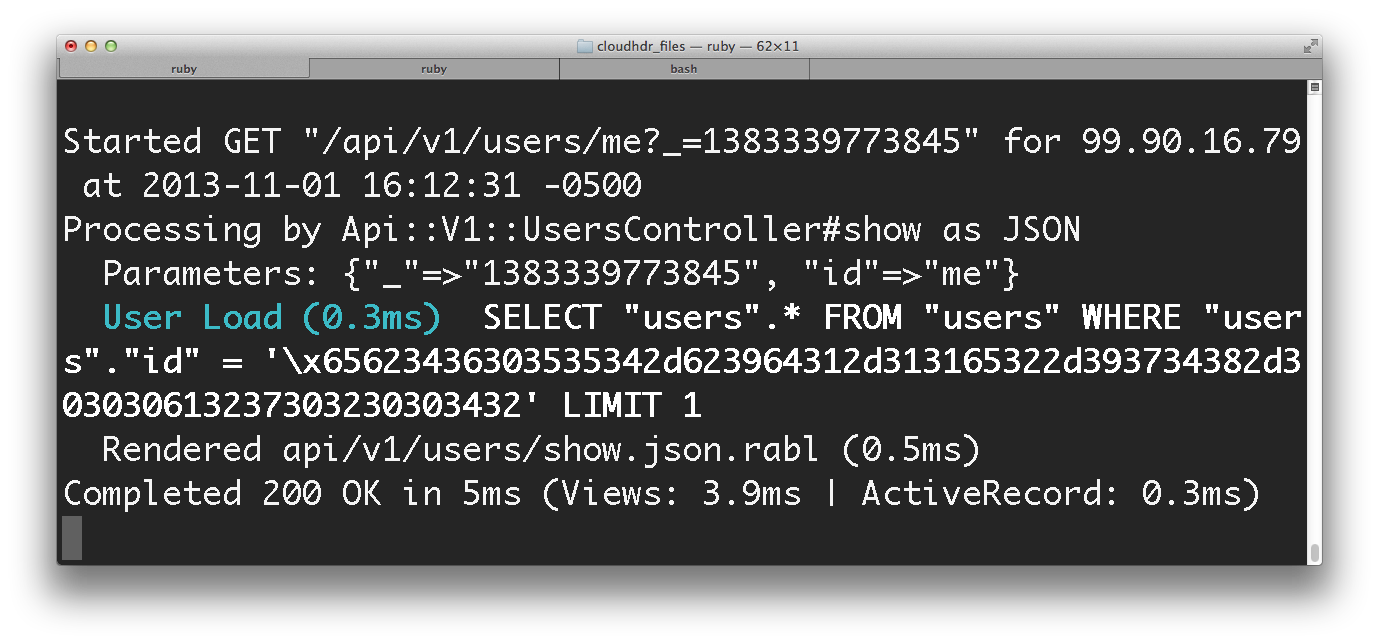 cloudhdr_files — ruby — 62×11
ruby ruby bash
Started GET "/api/v1/users/me?_=1383339773845" for 99.90.16.79
 at 2013-11-01 16:12:31 -0500
Processing by Api::V1::UsersController#show as JSON
  Parameters: {"_"=>"1383339773845", "id"=>"me"}
  User Load (0.3ms)  SELECT "users".* FROM "users" WHERE "user
s"."id" = '\x65623436303535342d623964312d313165322d393734382d3
03030613237303230303432' LIMIT 1
  Rendered api/v1/users/show.json.rabl (0.5ms)
Completed 200 OK in 5ms (Views: 3.9ms | ActiveRecord: 0.3ms)